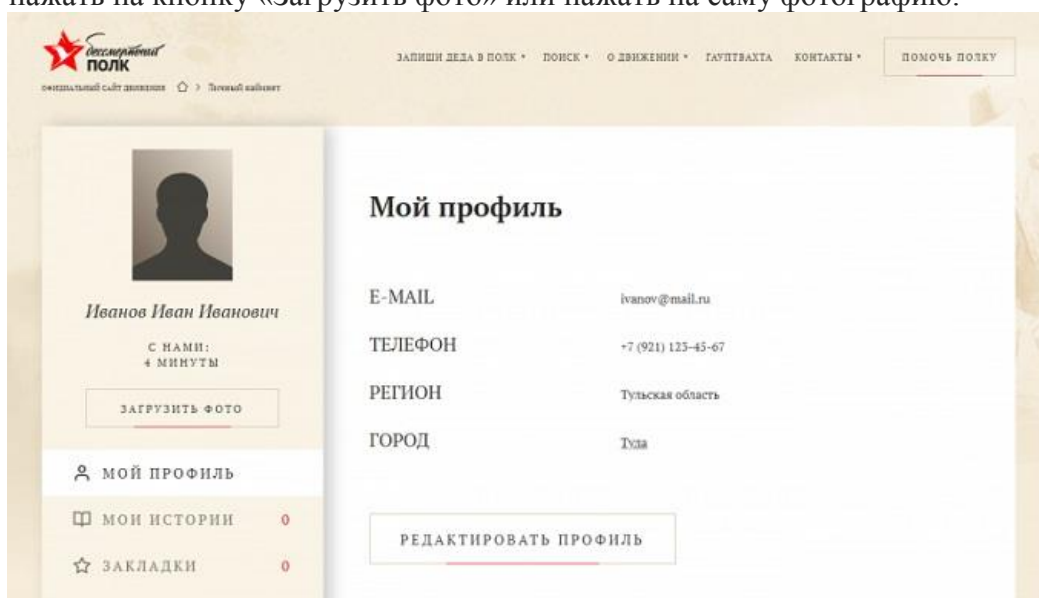 нажать на кнопку «Загрузить фото» или нажать на саму фотографию.
бессмертный
ПОЛК
ЗАПИШИ ДЕДА В ПОЛК ПОИСК О ДВИЖЕНИИ ГАУПТВАХТА КОНТАКТЫ ПОМОЧЬ ПОЛКУ
ОФИЦИАЛЬНЫЙ САЙТ ДВИЖЕНИЯ > Личный кабинет
Мой профиль
E-MAIL ivanov@mail.ru
Иванов Иван Иванович
С НАМИ:
4 МИНУТЫ
ТЕЛЕФОН +7 (921) 123-45-67
РЕГИОН Тульская область
ЗАГРУЗИТЬ ФОТО
ГОРОД Тула
МОЙ ПРОФИЛЬ
МОИ ИСТОРИИ 0
РЕДАКТИРОВАТЬ ПРОФИЛЬ
ЗАКЛАДКИ 0